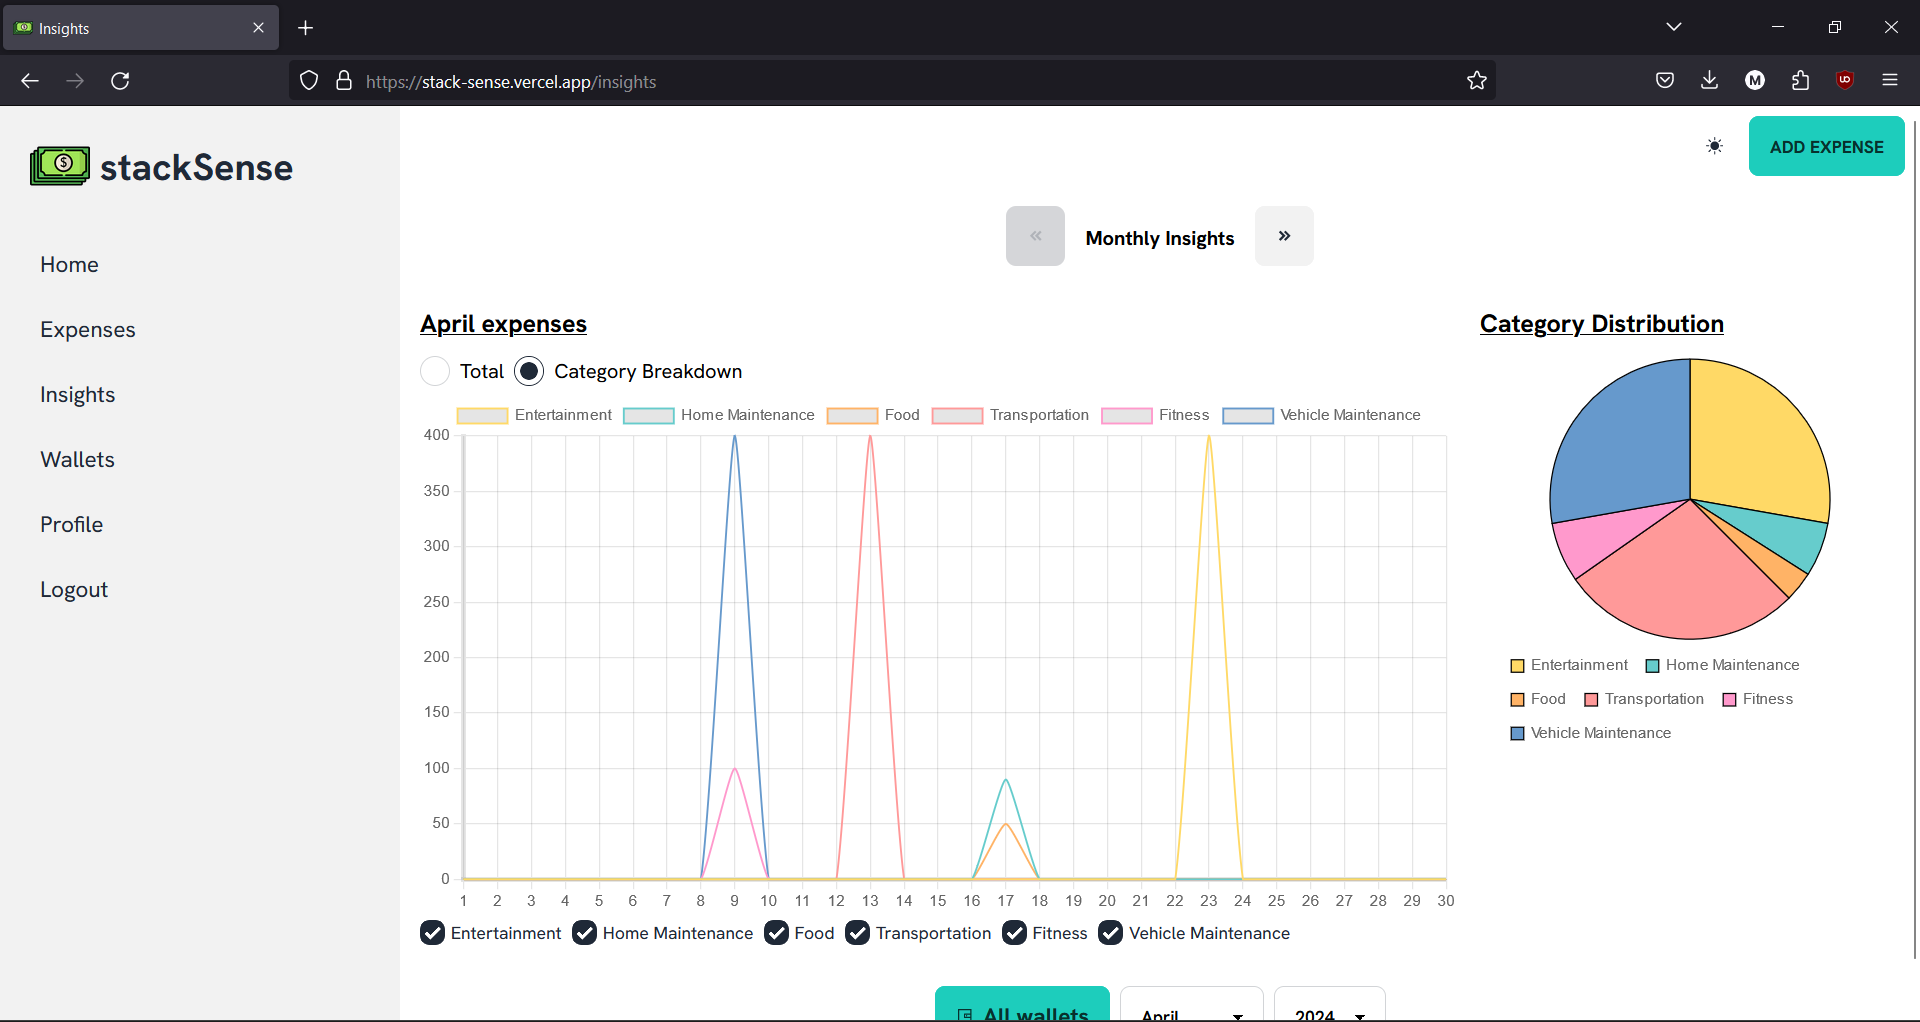 Insights
https://stack-sense.vercel.app/insights
stackSense
ADD EXPENSE
Home
Expenses
Insights
Wallets
Profile
Logout
« Monthly Insights »
April expenses
Total Category Breakdown
Entertainment Home Maintenance Food Transportation Fitness Vehicle Maintenance
400
350
300
250
200
150
100
50
0
1 2 3 4 5 6 7 8 9 10 11 12 13 14 15 16 17 18 19 20 21 22 23 24 25 26 27 28 29 30
Entertainment Home Maintenance Food Transportation Fitness Vehicle Maintenance
Category Distribution
Entertainment Home Maintenance
Food Transportation Fitness
Vehicle Maintenance
All wallets April 2024